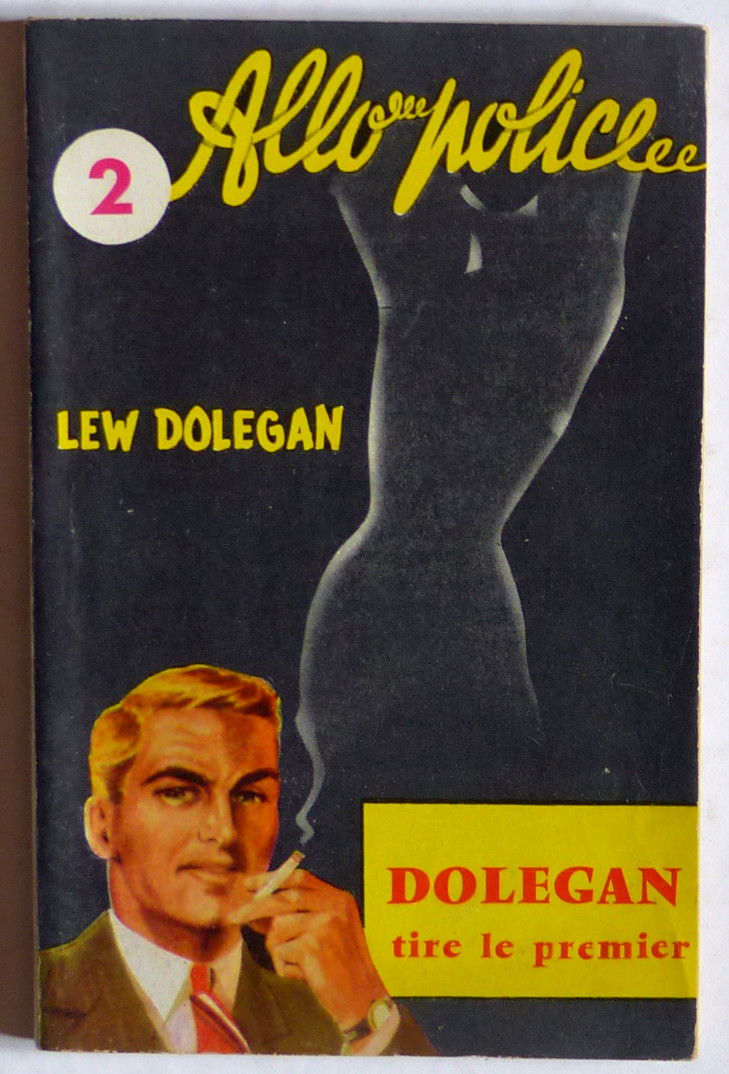 Allo... police...
2
LEW DOLEGAN
DOLEGAN
tire le premier